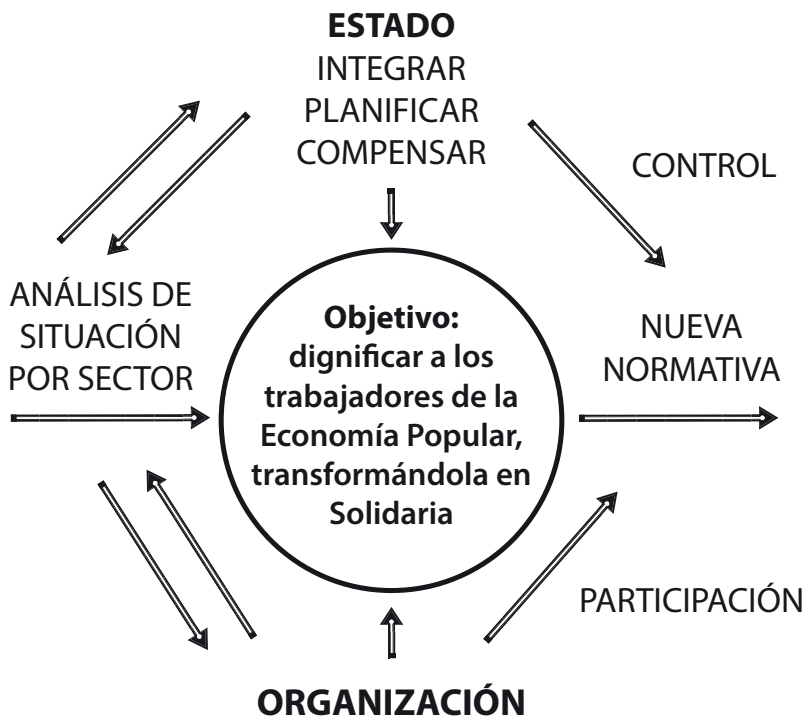 ESTADO
INTEGRAR
PLANIFICAR
COMPENSAR
CONTROL
ANÁLISIS DE
SITUACIÓN
POR SECTOR
Objetivo:
dignificar a los
trabajadores de la
Economía Popular,
transformándola en
Solidaria
NUEVA
NORMATIVA
PARTICIPACIÓN
ORGANIZACIÓN